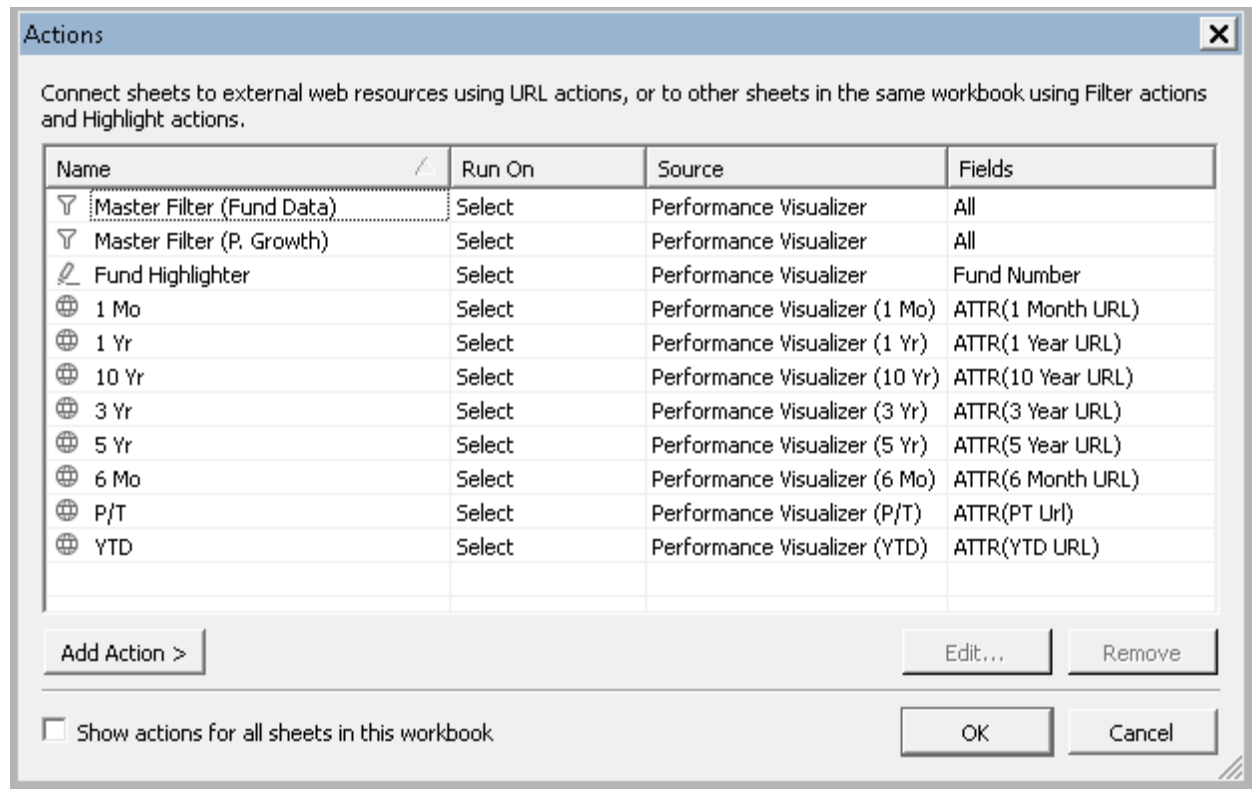 Actions
Connect sheets to external web resources using URL actions, or to other sheets in the same workbook using Filter actions
and Highlight actions.
Name Run On Source Fields
Master Filter (Fund Data) Select Performance Visualizer All
Master Filter (P. Growth) Select Performance Visualizer All
Fund Highlighter Select Performance Visualizer Fund Number
1 Mo Select Performance Visualizer (1 Mo) ATTR(1 Month URL)
1 Yr Select Performance Visualizer (1 Yr) ATTR(1 Year URL)
10 Yr Select Performance Visualizer (10 Yr) ATTR(10 Year URL)
3 Yr Select Performance Visualizer (3 Yr) ATTR(3 Year URL)
5 Yr Select Performance Visualizer (5 Yr) ATTR(5 Year URL)
6 Mo Select Performance Visualizer (6 Mo) ATTR(6 Month URL)
P/T Select Performance Visualizer (P/T) ATTR(PT Url)
YTD Select Performance Visualizer (YTD) ATTR(YTD URL)
Add Action > Edit... Remove
Show actions for all sheets in this workbook OK Cancel